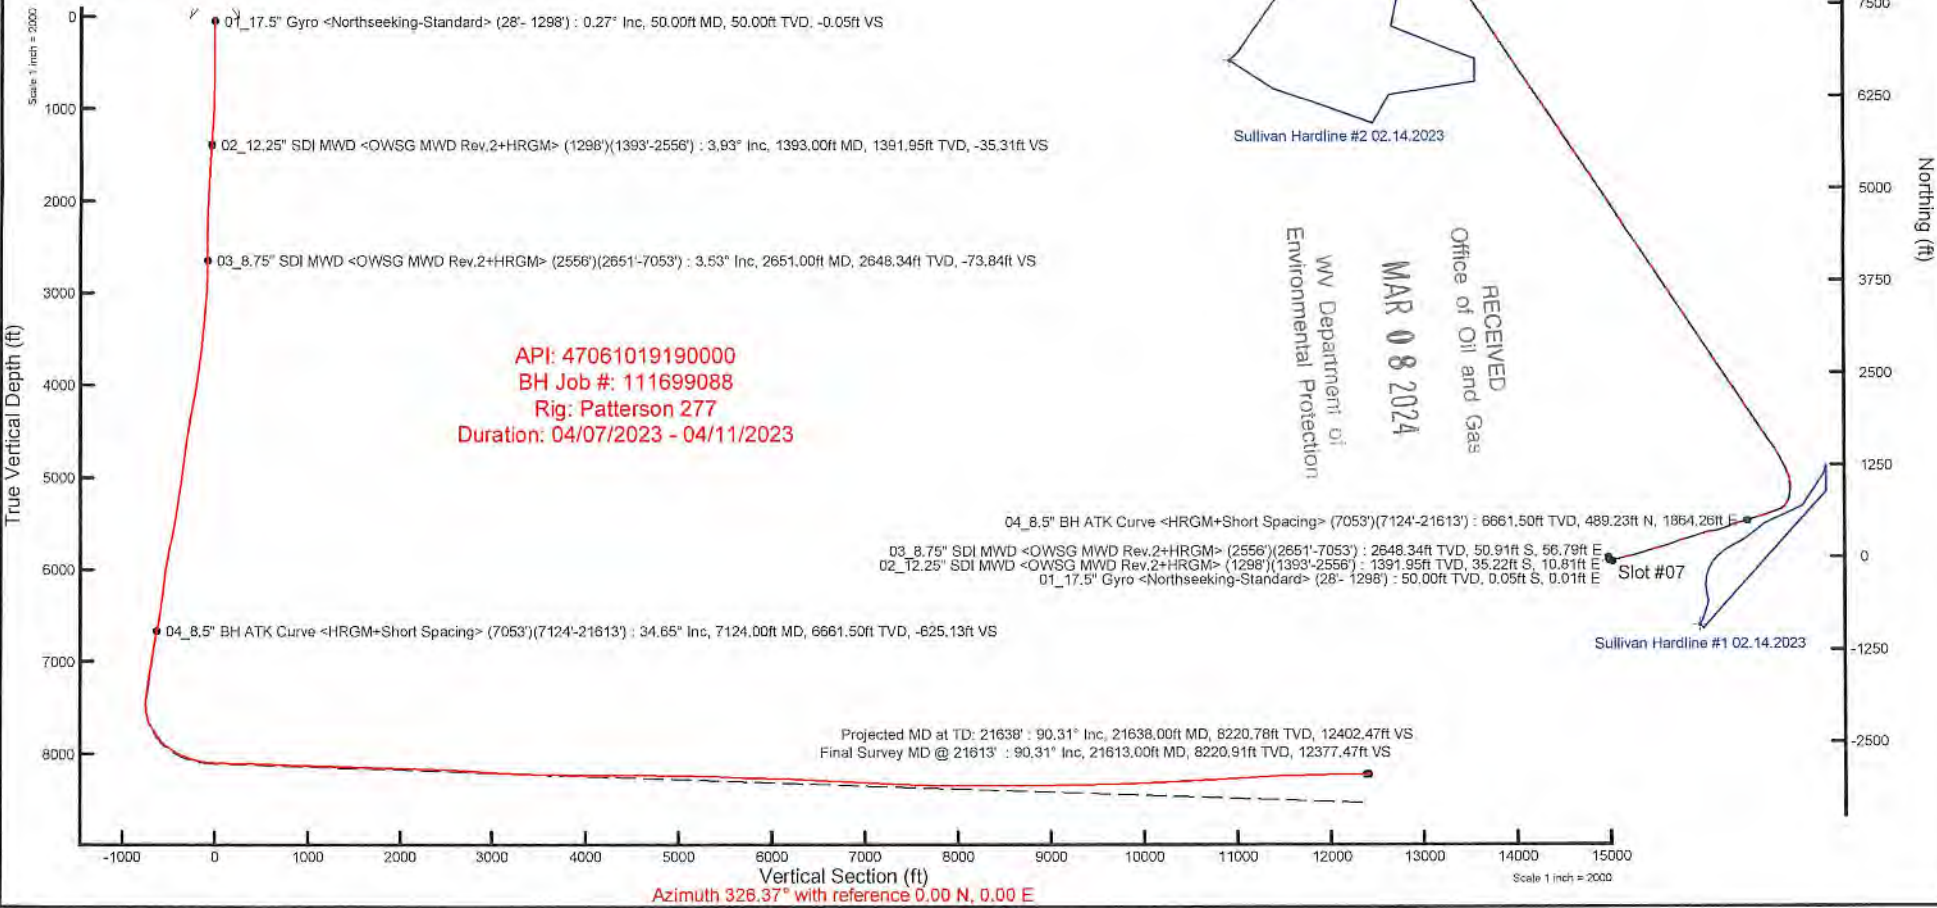 0
01_17.5" Gyro <Northseeking-Standard> (28'- 1298') : 0.27° Inc, 50.00ft MD, 50.00ft TVD, -0.05ft VS
7500
Scale 1 inch = 2000
1000
6250
Sullivan Hardline #2 02.14.2023
02_12.25" SDI MWD <OWSG MWD Rev.2+HRGM> (1298')(1393'-2556') : 3.93° Inc, 1393.00ft MD, 1391.95ft TVD, -35.31ft VS
2000
5000
Northing (ft)
03_8.75" SDI MWD <OWSG MWD Rev.2+HRGM> (2556')(2651'-7053') : 3.53° Inc, 2651.00ft MD, 2648.34ft TVD, -73.84ft VS
3750
3000
RECEIVED
Office of Oil and Gas
MAR 08 2024
WV Department of
Environmental Protection
True Vertical Depth (ft)
API: 47061019190000
BH Job #: 111699088
Rig: Patterson 277
Duration: 04/07/2023 - 04/11/2023
4000
2500
5000
1250
04_8.5" BH ATK Curve <HRGM+Short Spacing> (7053')(7124'-21613') : 6661.50ft TVD, 489.23ft N, 1864.26ft E
03_8.75" SDI MWD <OWSG MWD Rev.2+HRGM> (2556')(2651'-7053') : 2648.34ft TVD, 50.91ft S, 56.79ft E
02_12.25" SDI MWD <OWSG MWD Rev.2+HRGM> (1298')(1393'-2556') : 1391.95ft TVD, 35.22ft S, 10.81ft E
01_17.5" Gyro <Northseeking-Standard> (28'- 1298') : 50.00ft TVD, 0.05ft S, 0.01ft E
Slot #07
0
6000
04_8.5" BH ATK Curve <HRGM+Short Spacing> (7053')(7124'-21613') : 34.65° Inc, 7124.00ft MD, 6661.50ft TVD, -625.13ft VS
Sullivan Hardline #1 02.14.2023
-1250
7000
Projected MD at TD: 21638' : 90.31° Inc, 21638.00ft MD, 8220.78ft TVD, 12402.47ft VS
Final Survey MD @ 21613' : 90.31° Inc, 21613.00ft MD, 8220.91ft TVD, 12377.47ft VS
-2500
8000
-1000 0 1000 2000 3000 4000 5000 6000 7000 8000 9000 10000 11000 12000 13000 14000 15000
Vertical Section (ft)
Scale 1 inch = 2000
Azimuth 328.37° with reference 0.00 N, 0.00 E